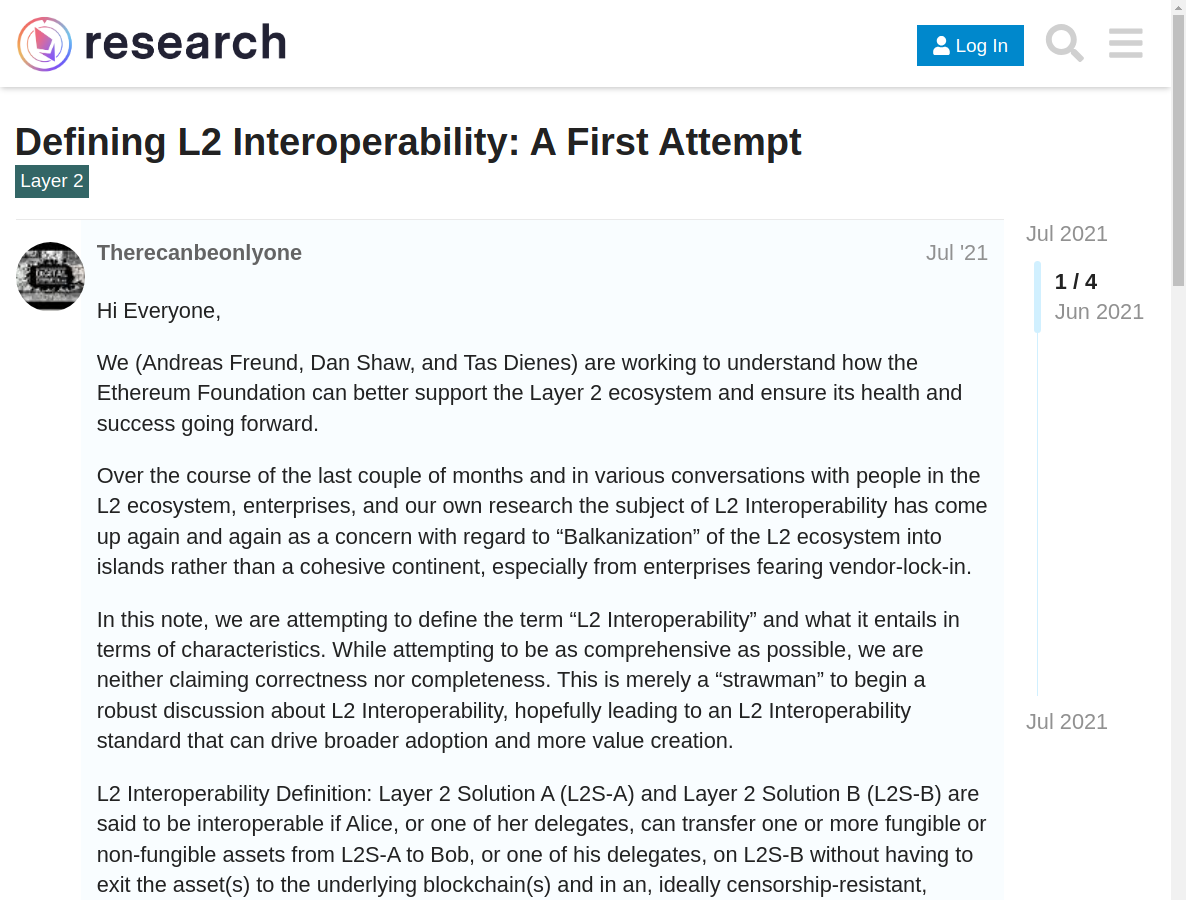 research
Log In
Defining L2 Interoperability: A First Attempt
Layer 2
Therecanbeonlyone
Jul '21
Hi Everyone,
We (Andreas Freund, Dan Shaw, and Tas Dienes) are working to understand how the
Ethereum Foundation can better support the Layer 2 ecosystem and ensure its health and
success going forward.
Over the course of the last couple of months and in various conversations with people in the
L2 ecosystem, enterprises, and our own research the subject of L2 Interoperability has come
up again and again as a concern with regard to “Balkanization” of the L2 ecosystem into
islands rather than a cohesive continent, especially from enterprises fearing vendor-lock-in.
In this note, we are attempting to define the term “L2 Interoperability” and what it entails in
terms of characteristics. While attempting to be as comprehensive as possible, we are
neither claiming correctness nor completeness. This is merely a “strawman” to begin a
robust discussion about L2 Interoperability, hopefully leading to an L2 Interoperability
standard that can drive broader adoption and more value creation.
L2 Interoperability Definition: Layer 2 Solution A (L2S-A) and Layer 2 Solution B (L2S-B) are
said to be interoperable if Alice, or one of her delegates, can transfer one or more fungible or
non-fungible assets from L2S-A to Bob, or one of his delegates, on L2S-B without having to
exit the asset(s) to the underlying blockchain(s) and in an, ideally censorship-resistant,
Jul 2021
1 / 4
Jun 2021
Jul 2021